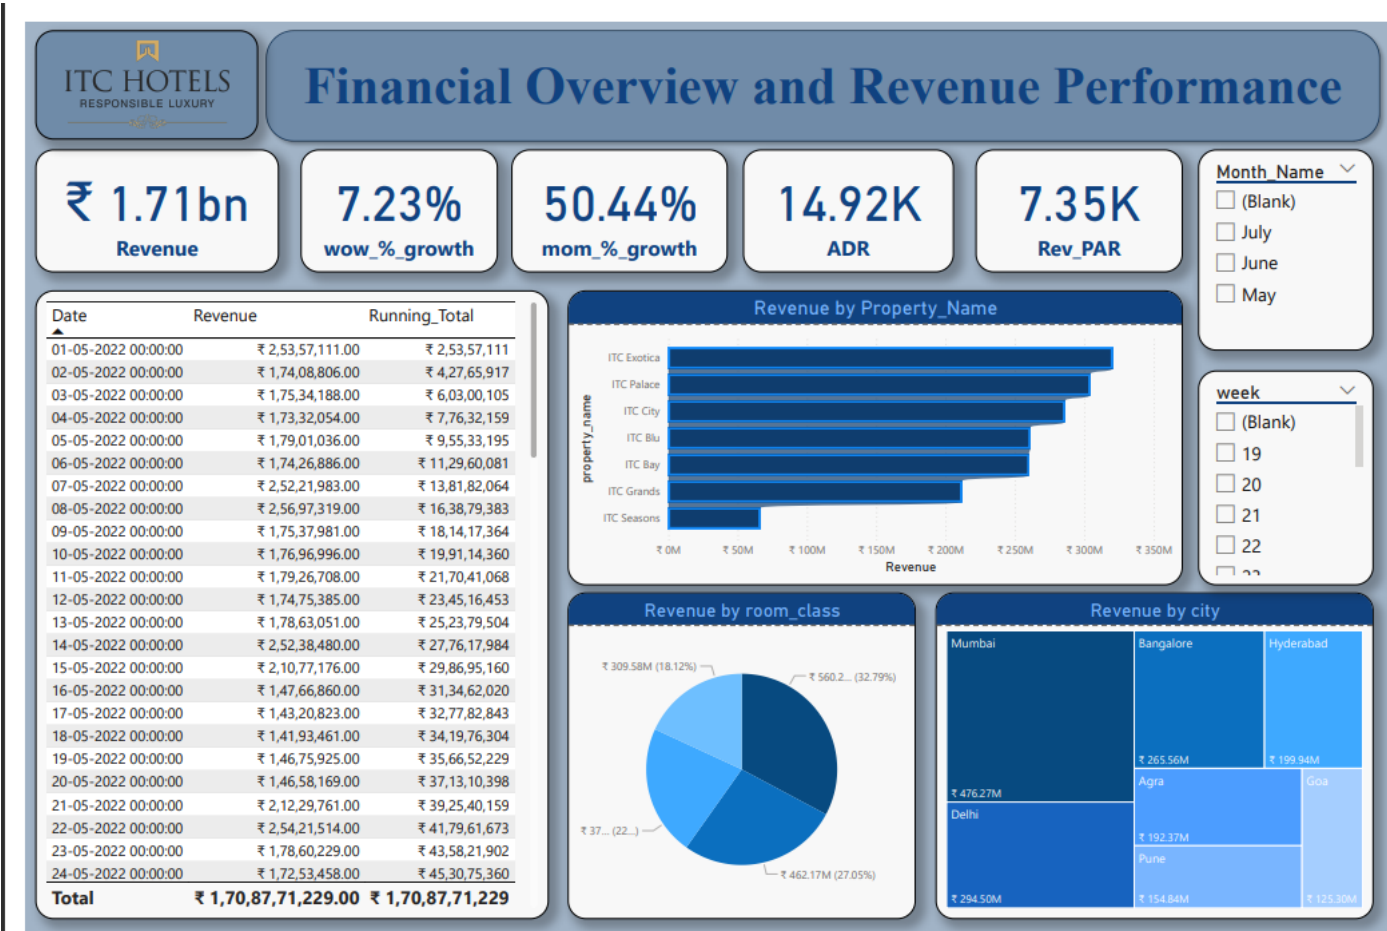 ITC HOTELS
RESPONSIBLE LUXURY
Financial Overview and Revenue Performance
₹ 1.71bn
Revenue
7.23%
wow_%_growth
50.44%
mom_%_growth
14.92K
ADR
7.35K
Rev_PAR
Month_Name
(Blank)
July
June
May
Date Revenue Running_Total
01-05-2022 00:00:00 ₹ 2,53,57,111.00 ₹ 2,53,57,111
02-05-2022 00:00:00 ₹ 1,74,08,806.00 ₹ 4,27,65,917
03-05-2022 00:00:00 ₹ 1,75,34,188.00 ₹ 6,03,00,105
04-05-2022 00:00:00 ₹ 1,73,32,054.00 ₹ 7,76,32,159
05-05-2022 00:00:00 ₹ 1,79,01,036.00 ₹ 9,55,33,195
06-05-2022 00:00:00 ₹ 1,74,26,886.00 ₹ 11,29,60,081
07-05-2022 00:00:00 ₹ 2,52,21,983.00 ₹ 13,81,82,064
08-05-2022 00:00:00 ₹ 2,56,97,319.00 ₹ 16,38,79,383
09-05-2022 00:00:00 ₹ 1,75,37,981.00 ₹ 18,14,17,364
10-05-2022 00:00:00 ₹ 1,76,96,996.00 ₹ 19,91,14,360
11-05-2022 00:00:00 ₹ 1,79,26,708.00 ₹ 21,70,41,068
12-05-2022 00:00:00 ₹ 1,74,75,385.00 ₹ 23,45,16,453
13-05-2022 00:00:00 ₹ 1,78,63,051.00 ₹ 25,23,79,504
14-05-2022 00:00:00 ₹ 2,52,38,480.00 ₹ 27,76,17,984
15-05-2022 00:00:00 ₹ 2,10,77,176.00 ₹ 29,86,95,160
16-05-2022 00:00:00 ₹ 1,47,66,860.00 ₹ 31,34,62,020
17-05-2022 00:00:00 ₹ 1,43,20,823.00 ₹ 32,77,82,843
18-05-2022 00:00:00 ₹ 1,41,93,461.00 ₹ 34,19,76,304
19-05-2022 00:00:00 ₹ 1,46,75,925.00 ₹ 35,66,52,229
20-05-2022 00:00:00 ₹ 1,46,58,169.00 ₹ 37,13,10,398
21-05-2022 00:00:00 ₹ 2,12,29,761.00 ₹ 39,25,40,159
22-05-2022 00:00:00 ₹ 2,54,21,514.00 ₹ 41,79,61,673
23-05-2022 00:00:00 ₹ 1,78,60,229.00 ₹ 43,58,21,902
24-05-2022 00:00:00 ₹ 1,72,53,458.00 ₹ 45,30,75,360
Total ₹ 1,70,87,71,229.00 ₹ 1,70,87,71,229
Revenue by Property_Name
property_name
ITC Exotica
ITC Palace
ITC City
ITC Blu
ITC Bay
ITC Grands
ITC Seasons
₹ 0M ₹ 50M ₹ 100M ₹ 150M ₹ 200M ₹ 250M ₹ 300M ₹ 350M
Revenue
week
(Blank)
19
20
21
22
Revenue by room_class
₹ 309.58M (18.12%)
₹ 560.2... (32.79%)
₹ 37... (22...)
₹ 462.17M (27.05%)
Revenue by city
Mumbai
₹ 476.27M
Delhi
₹ 294.50M
Bangalore
₹ 265.56M
Hyderabad
₹ 199.94M
Agra
₹ 192.37M
Pune
₹ 154.84M
Goa
₹ 125.30M